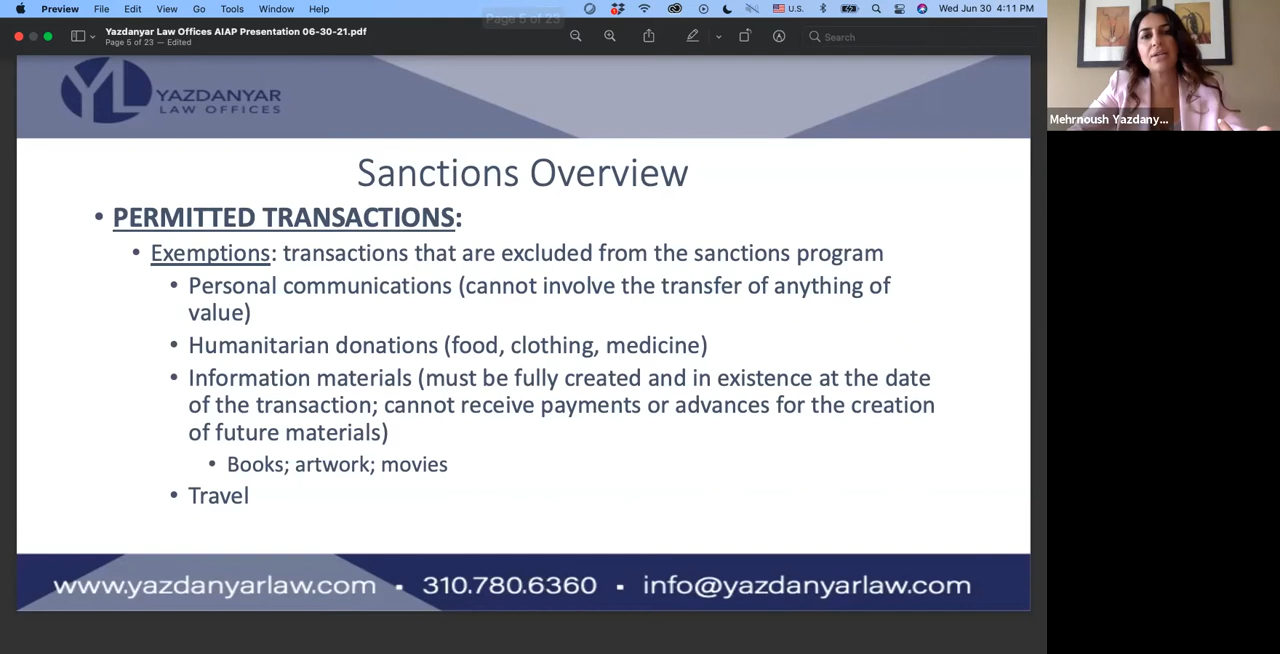 Preview File Edit View Go Tools Window Help U.S. Wed Jun 30 4:11 PM
Page 5 of 23
Yazdanyar Law Offices AIAP Presentation 06-30-21.pdf
Page 5 of 23 — Edited
Search
YL YAZDANYAR
LAW OFFICES
Mehrnoush Yazdany...
Sanctions Overview
• PERMITTED TRANSACTIONS:
• Exemptions: transactions that are excluded from the sanctions program
• Personal communications (cannot involve the transfer of anything of
value)
• Humanitarian donations (food, clothing, medicine)
• Information materials (must be fully created and in existence at the date
of the transaction; cannot receive payments or advances for the creation
of future materials)
• Books; artwork; movies
• Travel
www.yazdanyarlaw.com ▪ 310.780.6360 ▪ info@yazdanyarlaw.com